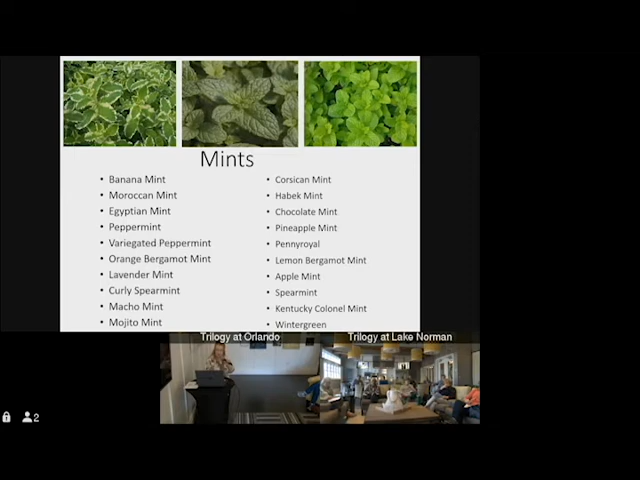 Mints
• Banana Mint
• Moroccan Mint
• Egyptian Mint
• Peppermint
• Variegated Peppermint
• Orange Bergamot Mint
• Lavender Mint
• Curly Spearmint
• Macho Mint
• Mojito Mint
• Corsican Mint
• Habek Mint
• Chocolate Mint
• Pineapple Mint
• Pennyroyal
• Lemon Bergamot Mint
• Apple Mint
• Spearmint
• Kentucky Colonel Mint
• Wintergreen
Trilogy at Orlando
Trilogy at Lake Norman
2